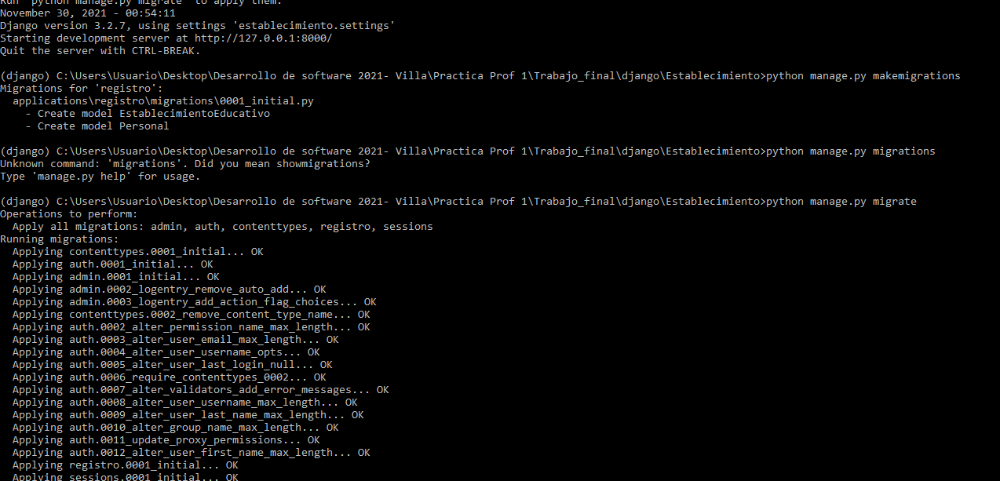 Run 'python manage.py migrate' to apply them.
November 30, 2021 - 00:54:11
Django version 3.2.7, using settings 'establecimiento.settings'
Starting development server at http://127.0.0.1:8000/
Quit the server with CTRL-BREAK.
(django) C:\Users\Usuario\Desktop\Desarrollo de software 2021- Villa\Practica Prof 1\Trabajo_final\django\Establecimiento>python manage.py makemigrations
Migrations for 'registro':
  applications\registro\migrations\0001_initial.py
    - Create model EstablecimientoEducativo
    - Create model Personal
(django) C:\Users\Usuario\Desktop\Desarrollo de software 2021- Villa\Practica Prof 1\Trabajo_final\django\Establecimiento>python manage.py migrations
Unknown command: 'migrations'. Did you mean showmigrations?
Type 'manage.py help' for usage.
(django) C:\Users\Usuario\Desktop\Desarrollo de software 2021- Villa\Practica Prof 1\Trabajo_final\django\Establecimiento>python manage.py migrate
Operations to perform:
  Apply all migrations: admin, auth, contenttypes, registro, sessions
Running migrations:
  Applying contenttypes.0001_initial... OK
  Applying auth.0001_initial... OK
  Applying admin.0001_initial... OK
  Applying admin.0002_logentry_remove_auto_add... OK
  Applying admin.0003_logentry_add_action_flag_choices... OK
  Applying contenttypes.0002_remove_content_type_name... OK
  Applying auth.0002_alter_permission_name_max_length... OK
  Applying auth.0003_alter_user_email_max_length... OK
  Applying auth.0004_alter_user_username_opts... OK
  Applying auth.0005_alter_user_last_login_null... OK
  Applying auth.0006_require_contenttypes_0002... OK
  Applying auth.0007_alter_validators_add_error_messages... OK
  Applying auth.0008_alter_user_username_max_length... OK
  Applying auth.0009_alter_user_last_name_max_length... OK
  Applying auth.0010_alter_group_name_max_length... OK
  Applying auth.0011_update_proxy_permissions... OK
  Applying auth.0012_alter_user_first_name_max_length... OK
  Applying registro.0001_initial... OK
  Applying sessions.0001_initial... OK